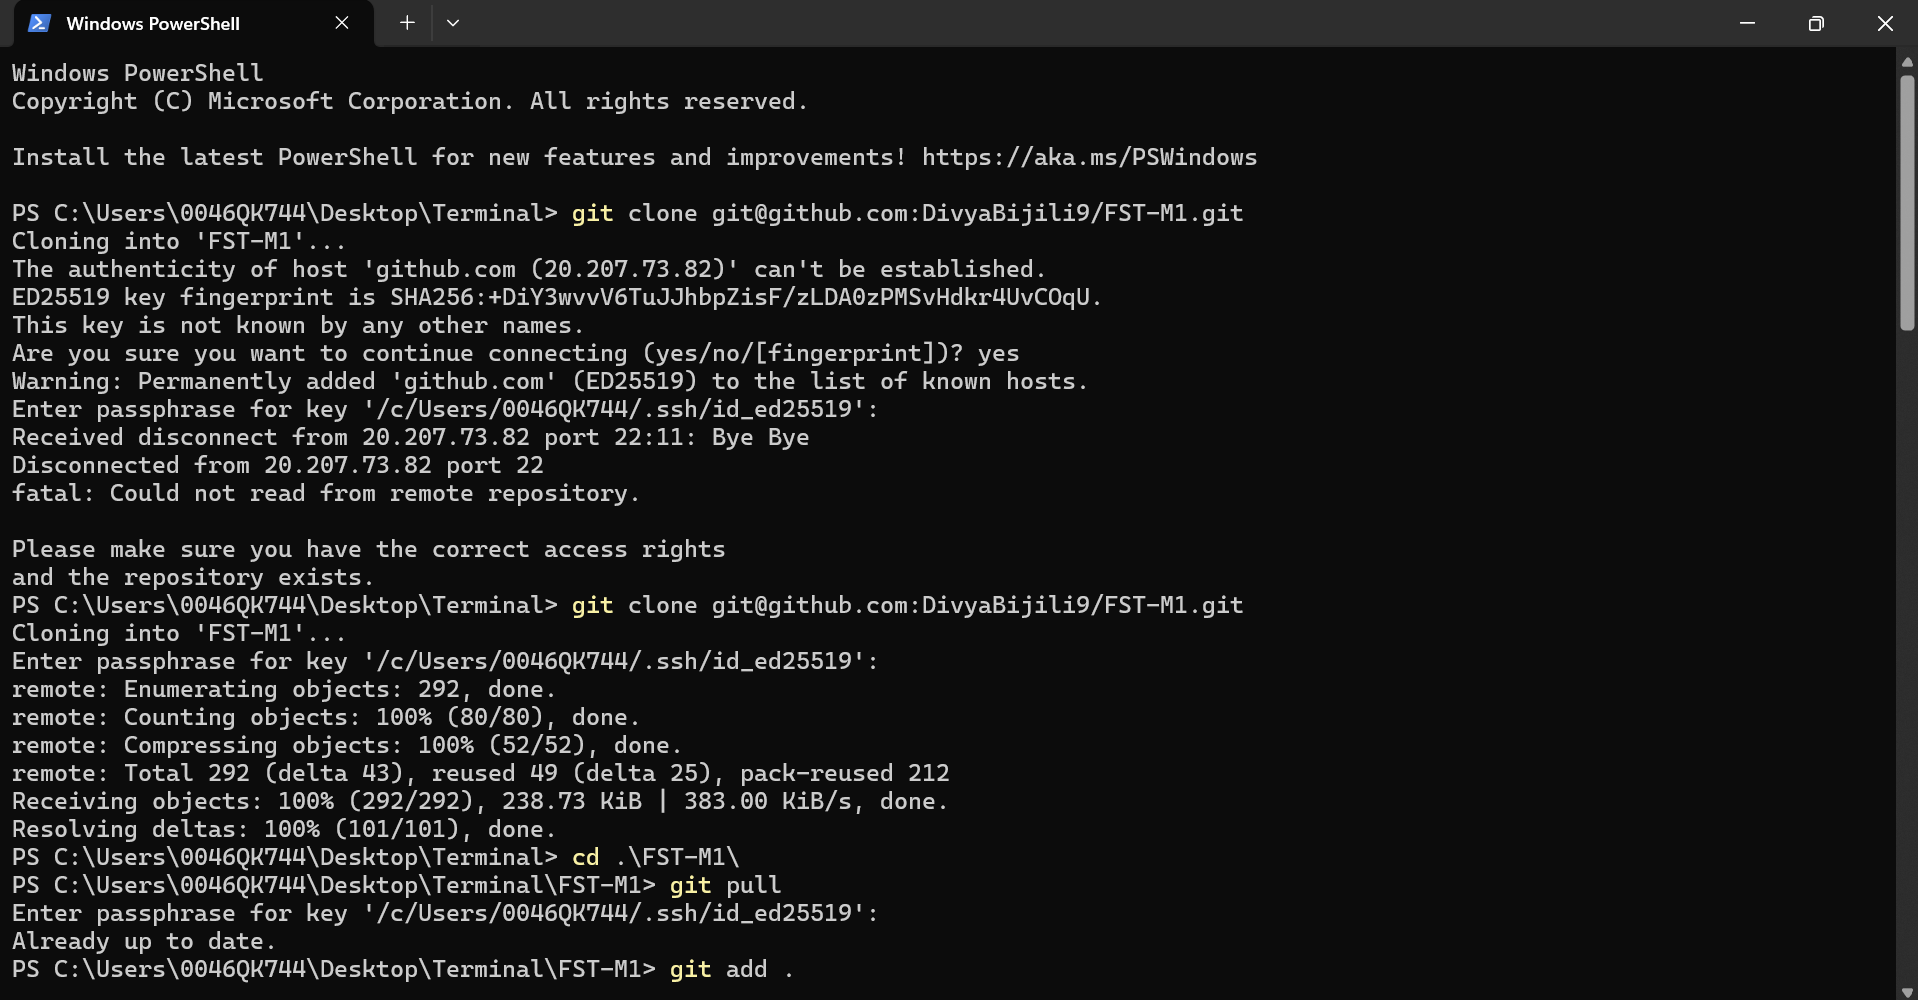 Windows PowerShell
Windows PowerShell
Copyright (C) Microsoft Corporation. All rights reserved.
Install the latest PowerShell for new features and improvements! https://aka.ms/PSWindows
PS C:\Users\0046QK744\Desktop\Terminal> git clone git@github.com:DivyaBijili9/FST-M1.git
Cloning into 'FST-M1'...
The authenticity of host 'github.com (20.207.73.82)' can't be established.
ED25519 key fingerprint is SHA256:+DiY3wvvV6TuJJhbpZisF/zLDA0zPMSvHdkr4UvCOqU.
This key is not known by any other names.
Are you sure you want to continue connecting (yes/no/[fingerprint])? yes
Warning: Permanently added 'github.com' (ED25519) to the list of known hosts.
Enter passphrase for key '/c/Users/0046QK744/.ssh/id_ed25519':
Received disconnect from 20.207.73.82 port 22:11: Bye Bye
Disconnected from 20.207.73.82 port 22
fatal: Could not read from remote repository.
Please make sure you have the correct access rights
and the repository exists.
PS C:\Users\0046QK744\Desktop\Terminal> git clone git@github.com:DivyaBijili9/FST-M1.git
Cloning into 'FST-M1'...
Enter passphrase for key '/c/Users/0046QK744/.ssh/id_ed25519':
remote: Enumerating objects: 292, done.
remote: Counting objects: 100% (80/80), done.
remote: Compressing objects: 100% (52/52), done.
remote: Total 292 (delta 43), reused 49 (delta 25), pack-reused 212
Receiving objects: 100% (292/292), 238.73 KiB | 383.00 KiB/s, done.
Resolving deltas: 100% (101/101), done.
PS C:\Users\0046QK744\Desktop\Terminal> cd .\FST-M1\
PS C:\Users\0046QK744\Desktop\Terminal\FST-M1> git pull
Enter passphrase for key '/c/Users/0046QK744/.ssh/id_ed25519':
Already up to date.
PS C:\Users\0046QK744\Desktop\Terminal\FST-M1> git add .